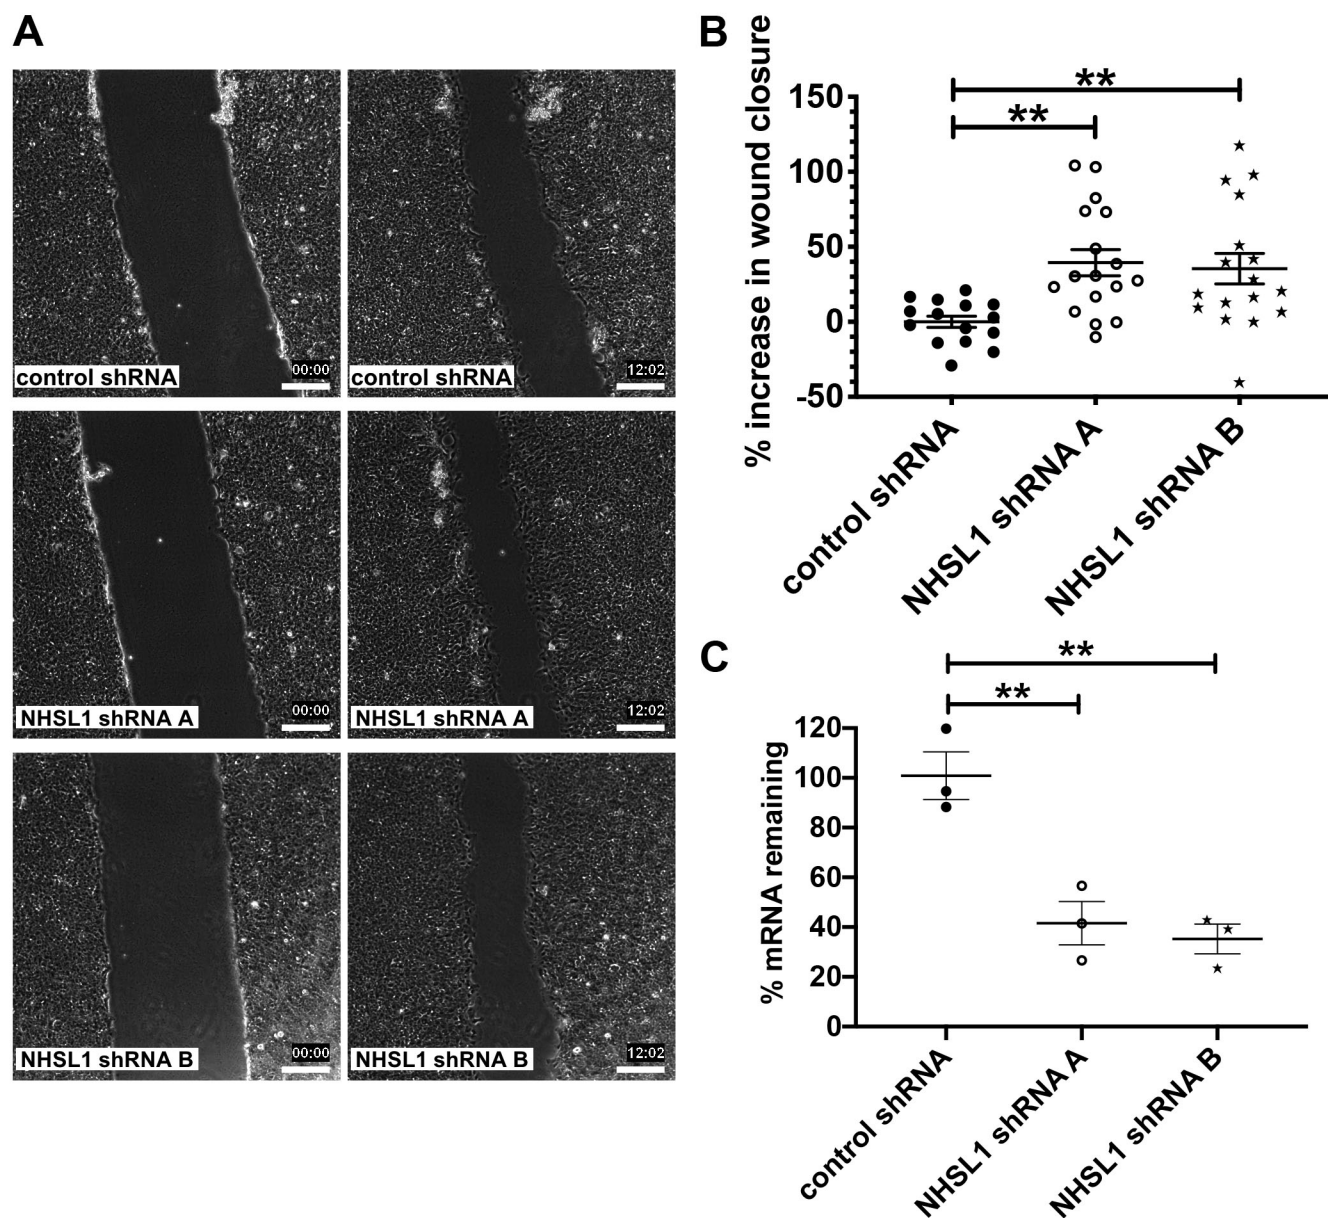 A
control shRNA
00:00
control shRNA
12:02
NHSL1 shRNA A
00:00
NHSL1 shRNA A
12:02
NHSL1 shRNA B
00:00
NHSL1 shRNA B
12:02
B
% increase in wound closure
**
**
150
100
50
0
-50
control shRNA
NHSL1 shRNA A
NHSL1 shRNA B
C
% mRNA remaining
**
**
120
100
80
60
40
20
0
control shRNA
NHSL1 shRNA A
NHSL1 shRNA B